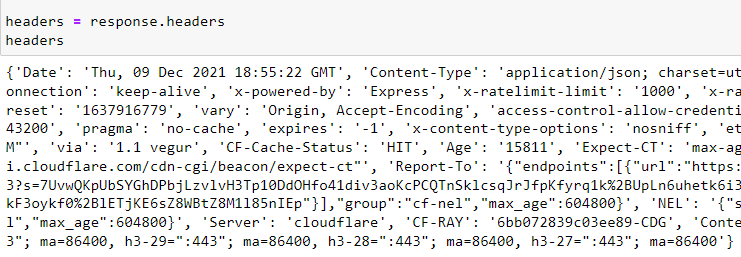 headers = response.headers
headers
{'Date': 'Thu, 09 Dec 2021 18:55:22 GMT', 'Content-Type': 'application/json; charset=ut
onnection': 'keep-alive', 'x-powered-by': 'Express', 'x-ratelimit-limit': '1000', 'x-ra
reset': '1637916779', 'vary': 'Origin, Accept-Encoding', 'access-control-allow-credenti
43200', 'pragma': 'no-cache', 'expires': '-1', 'x-content-type-options': 'nosniff', 'et
M"', 'via': '1.1 vegur', 'CF-Cache-Status': 'HIT', 'Age': '15811', 'Expect-CT': 'max-ag
i.cloudflare.com/cdn-cgi/beacon/expect-ct"', 'Report-To': '{"endpoints":[{"url":"https:
3?s=7UvwQKpUbSYGhDPbjLzvlvH3Tp10DdOHfo41div3aoKcPCQTnSklcsqJrJfpKfyrq1k%2BUpLn6uhetk6i3
kF3oykf0%2BlETjKE6sZ8WBtZ8M1l85nIEp"}],"group":"cf-nel","max_age":604800}', 'NEL': '{"s
l","max_age":604800}', 'Server': 'cloudflare', 'CF-RAY': '6bb072839c03ee89-CDG', 'Conte
3"; ma=86400, h3-29=":443"; ma=86400, h3-28=":443"; ma=86400, h3-27=":443"; ma=86400'}